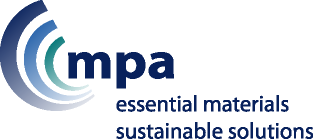 mpa
essential materials
sustainable solutions